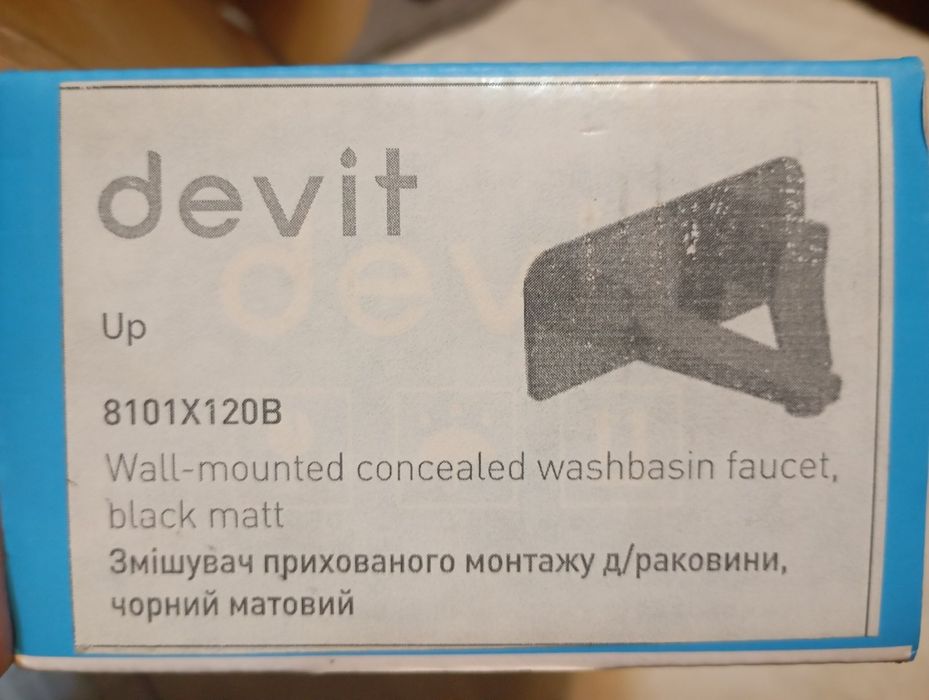 devit
Up
8101X120B
Wall-mounted concealed washbasin faucet,
black matt
Змішувач прихованого монтажу д/раковини,
чорний матовий